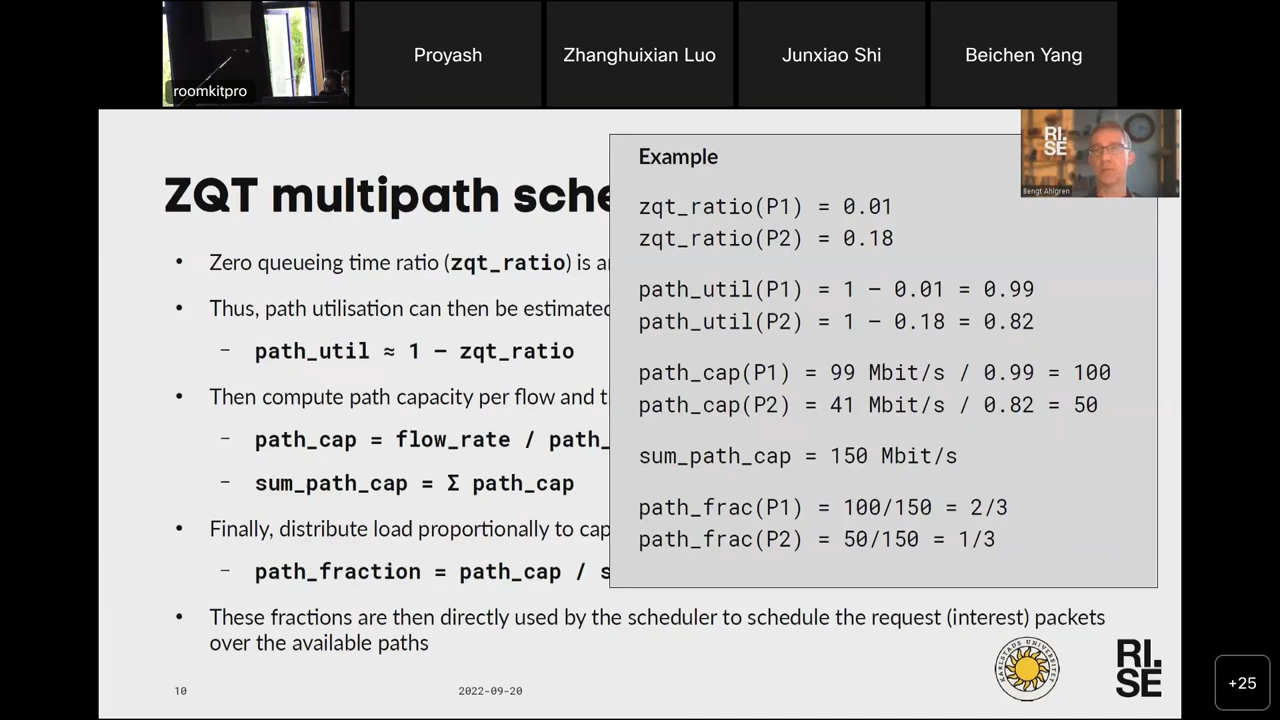 roomkitpro
Proyash
Zhanghuixian Luo
Junxiao Shi
Beichen Yang
RI.
SE
Bengt Ahlgren
ZQT multipath sche
• Zero queueing time ratio (zqt_ratio) is a
• Thus, path utilisation can then be estimated
– path_util ≈ 1 – zqt_ratio
• Then compute path capacity per flow and t
– path_cap = flow_rate / path_
– sum_path_cap = Σ path_cap
• Finally, distribute load proportionally to cap
– path_fraction = path_cap / s
• These fractions are then directly used by the scheduler to schedule the request (interest) packets
over the available paths
Example
zqt_ratio(P1) = 0.01
zqt_ratio(P2) = 0.18
path_util(P1) = 1 – 0.01 = 0.99
path_util(P2) = 1 – 0.18 = 0.82
path_cap(P1) = 99 Mbit/s / 0.99 = 100
path_cap(P2) = 41 Mbit/s / 0.82 = 50
sum_path_cap = 150 Mbit/s
path_frac(P1) = 100/150 = 2/3
path_frac(P2) = 50/150 = 1/3
10
2022-09-20
KARLSTADS UNIVERSITET
RI.
SE
+25